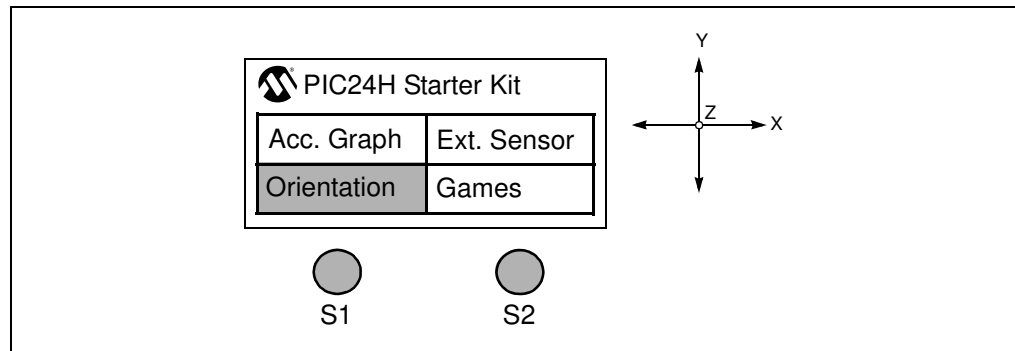 PIC24H Starter Kit
Acc. Graph Ext. Sensor
Orientation Games
S1 S2
Y
Z
X